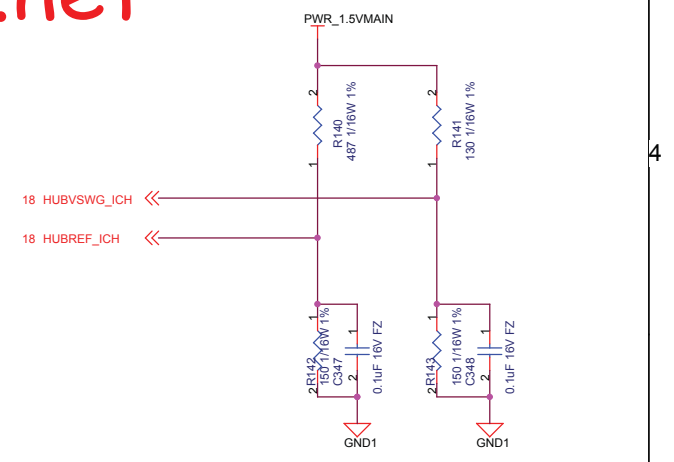 .net
PWR_1.5VMAIN
2
R140
487 1/16W 1%
1
2
R141
130 1/16W 1%
1
4
18 HUBVSWG_ICH
18 HUBREF_ICH
1
R142
150 1/16W 1%
2
1
C347
0.1uF 16V FZ
2
1
R143
150 1/16W 1%
2
1
C348
0.1uF 16V FZ
2
GND1
GND1